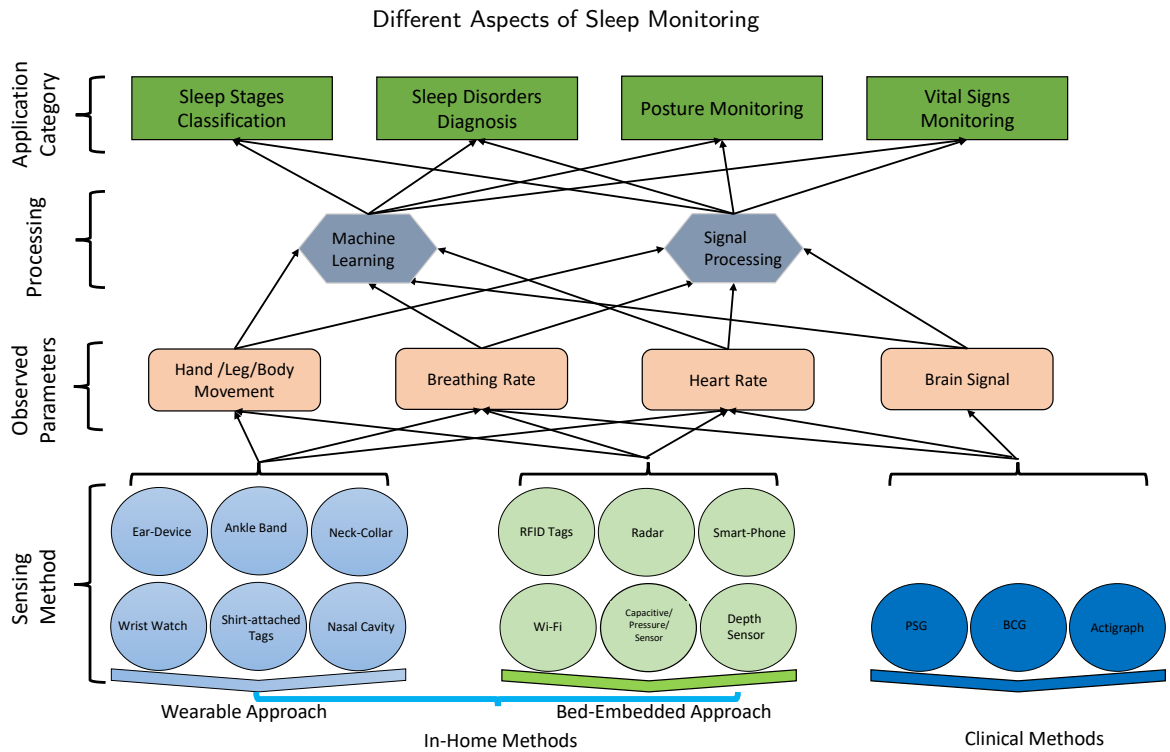 Different Aspects of Sleep Monitoring
Application
Category
Sleep Stages
Classification
Sleep Disorders
Diagnosis
Posture Monitoring
Vital Signs
Monitoring
Processing
Machine
Learning
Signal
Processing
Observed
Parameters
Hand /Leg/Body
Movement
Breathing Rate
Heart Rate
Brain Signal
Sensing
Method
Ear-Device
Ankle Band
Neck-Collar
Wrist Watch
Shirt-attached
Tags
Nasal Cavity
RFID Tags
Radar
Smart-Phone
Wi-Fi
Capacitive/
Pressure/
Sensor
Depth
Sensor
PSG
BCG
Actigraph
Wearable Approach
Bed-Embedded Approach
In-Home Methods
Clinical Methods